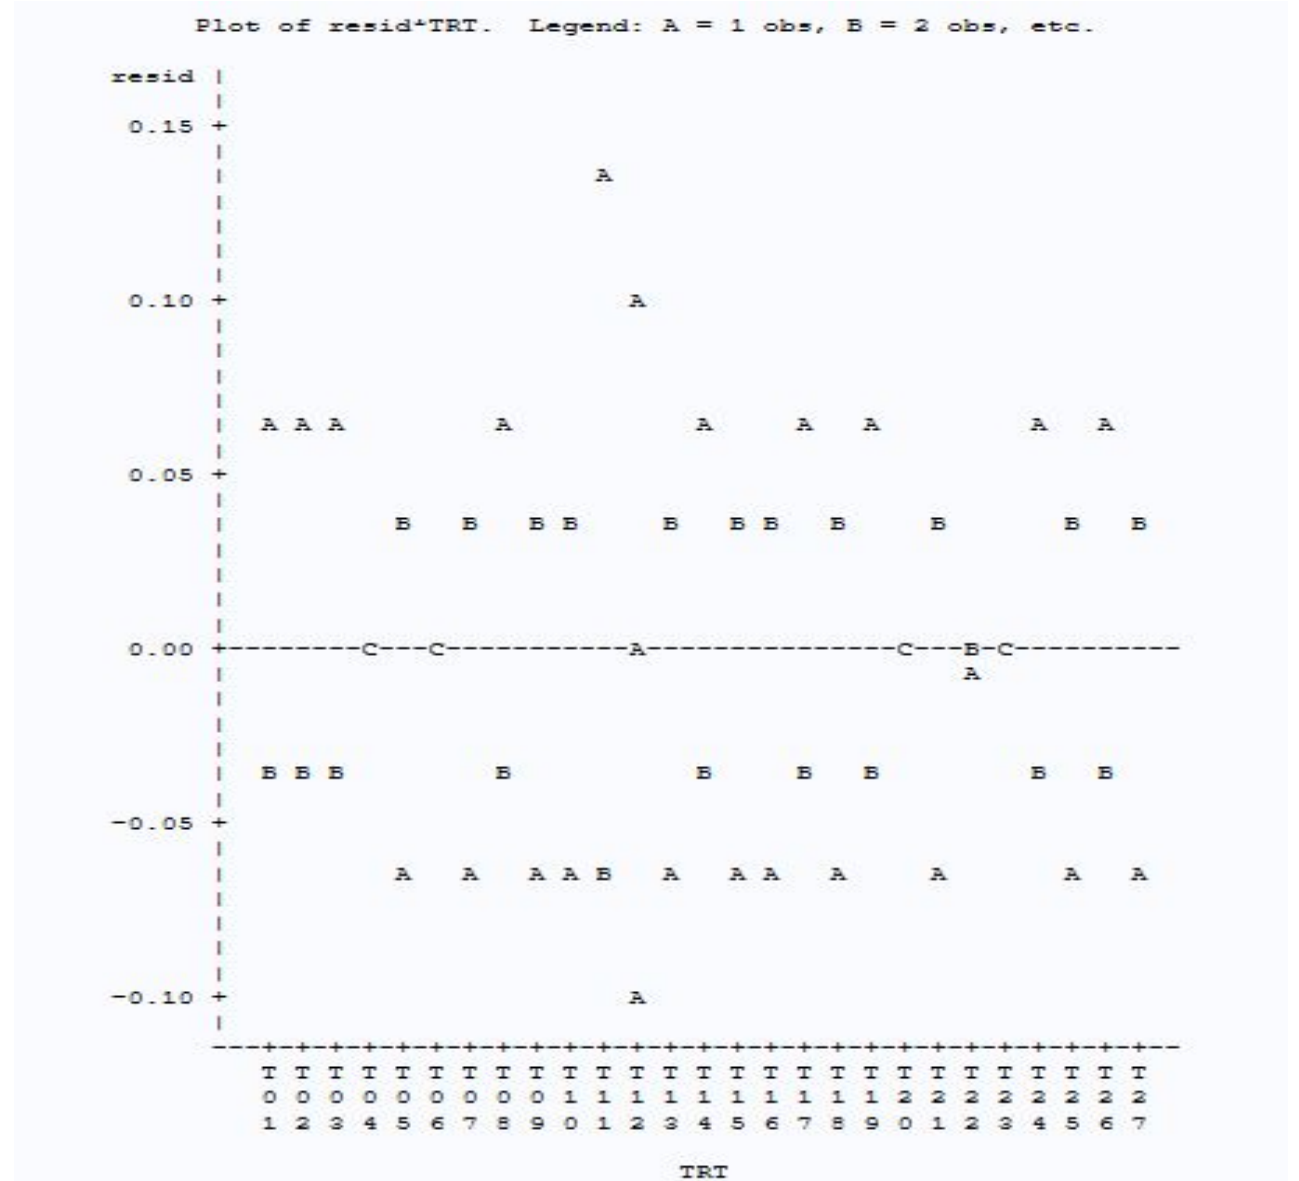 Plot of resid*TRT.  Legend: A = 1 obs, B = 2 obs, etc.
resid |
0.15 +
A
0.10 + A
A A A A A A A A A
0.05 +
B B B B B B B B B B B
0.00 +--------C---C-----------A---------------C---B-C----------
A
B B B B B B B B B
-0.05 +
A A A A B A A A A A A A
-0.10 + A
---+-+-+-+-+-+-+-+-+-+-+-+-+-+-+-+-+-+-+-+-+-+-+-+-+-+-+--
T T T T T T T T T T T T T T T T T T T T T T T T T T T
0 0 0 0 0 0 0 0 0 1 1 1 1 1 1 1 1 1 1 2 2 2 2 2 2 2 2
1 2 3 4 5 6 7 8 9 0 1 2 3 4 5 6 7 8 9 0 1 2 3 4 5 6 7
TRT